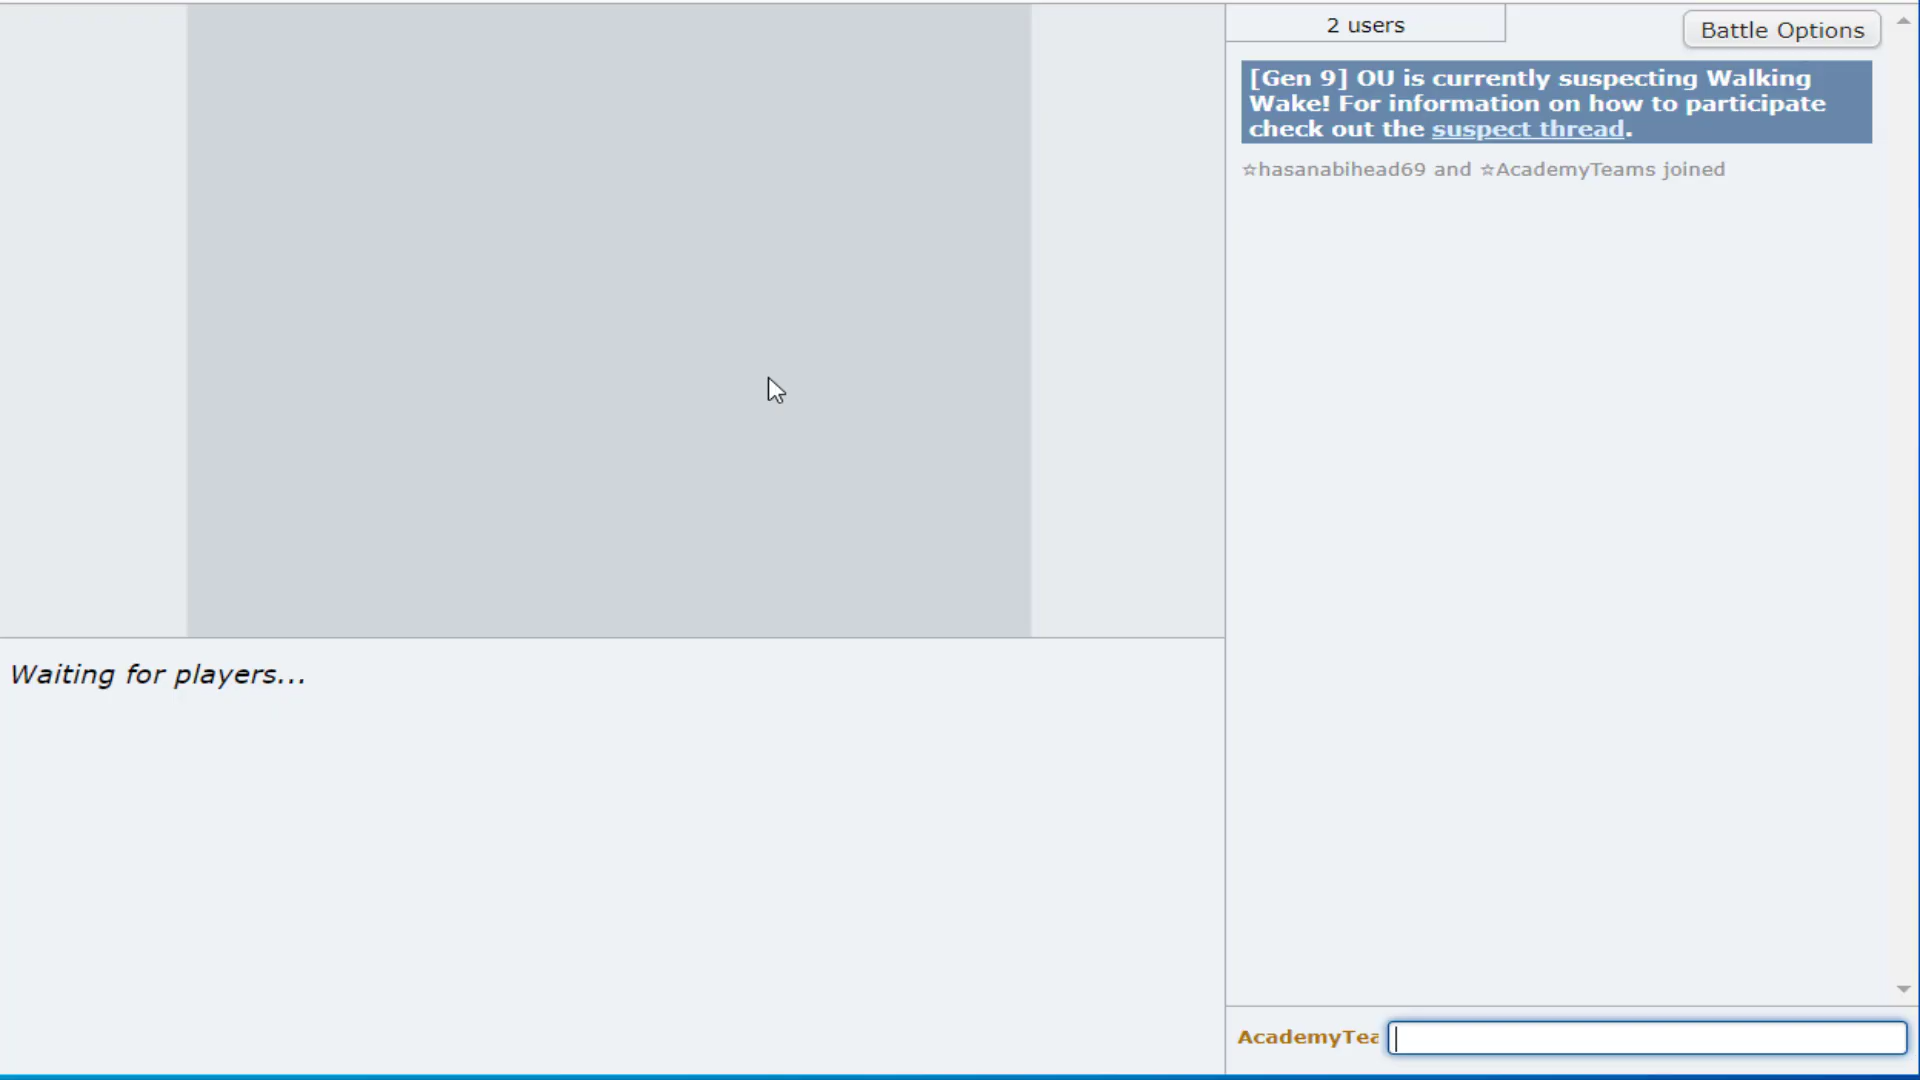 2 users
Battle Options
[Gen 9] OU is currently suspecting Walking
Wake! For information on how to participate
check out the suspect thread.
☆hasanabihead69 and ☆AcademyTeams joined
Waiting for players...
AcademyTea